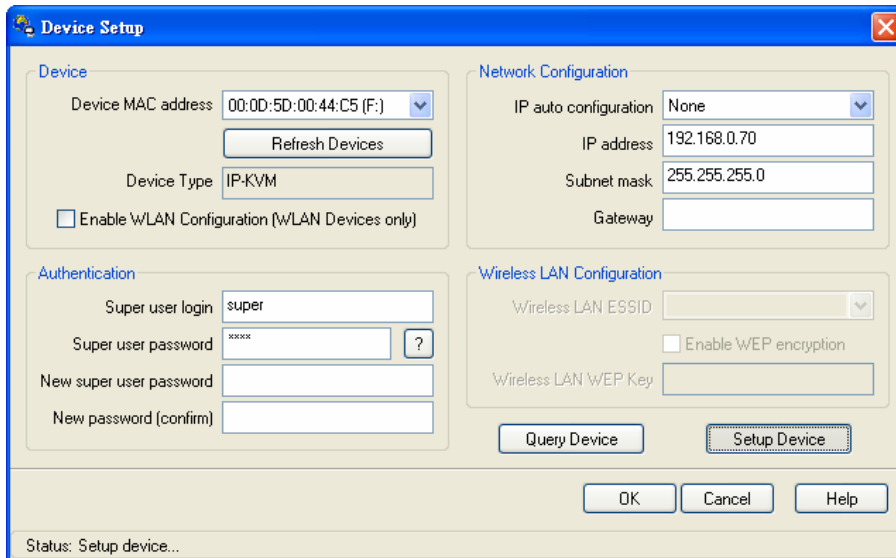 Device Setup
Device
Device MAC address 00:0D:5D:00:44:C5 (F:)
Refresh Devices
Device Type IP-KVM
Enable WLAN Configuration (WLAN Devices only)
Network Configuration
IP auto configuration None
IP address 192.168.0.70
Subnet mask 255.255.255.0
Gateway
Authentication
Super user login super
Super user password **** ?
New super user password
New password (confirm)
Wireless LAN Configuration
Wireless LAN ESSID
Enable WEP encryption
Wireless LAN WEP Key
Query Device Setup Device
OK Cancel Help
Status: Setup device...